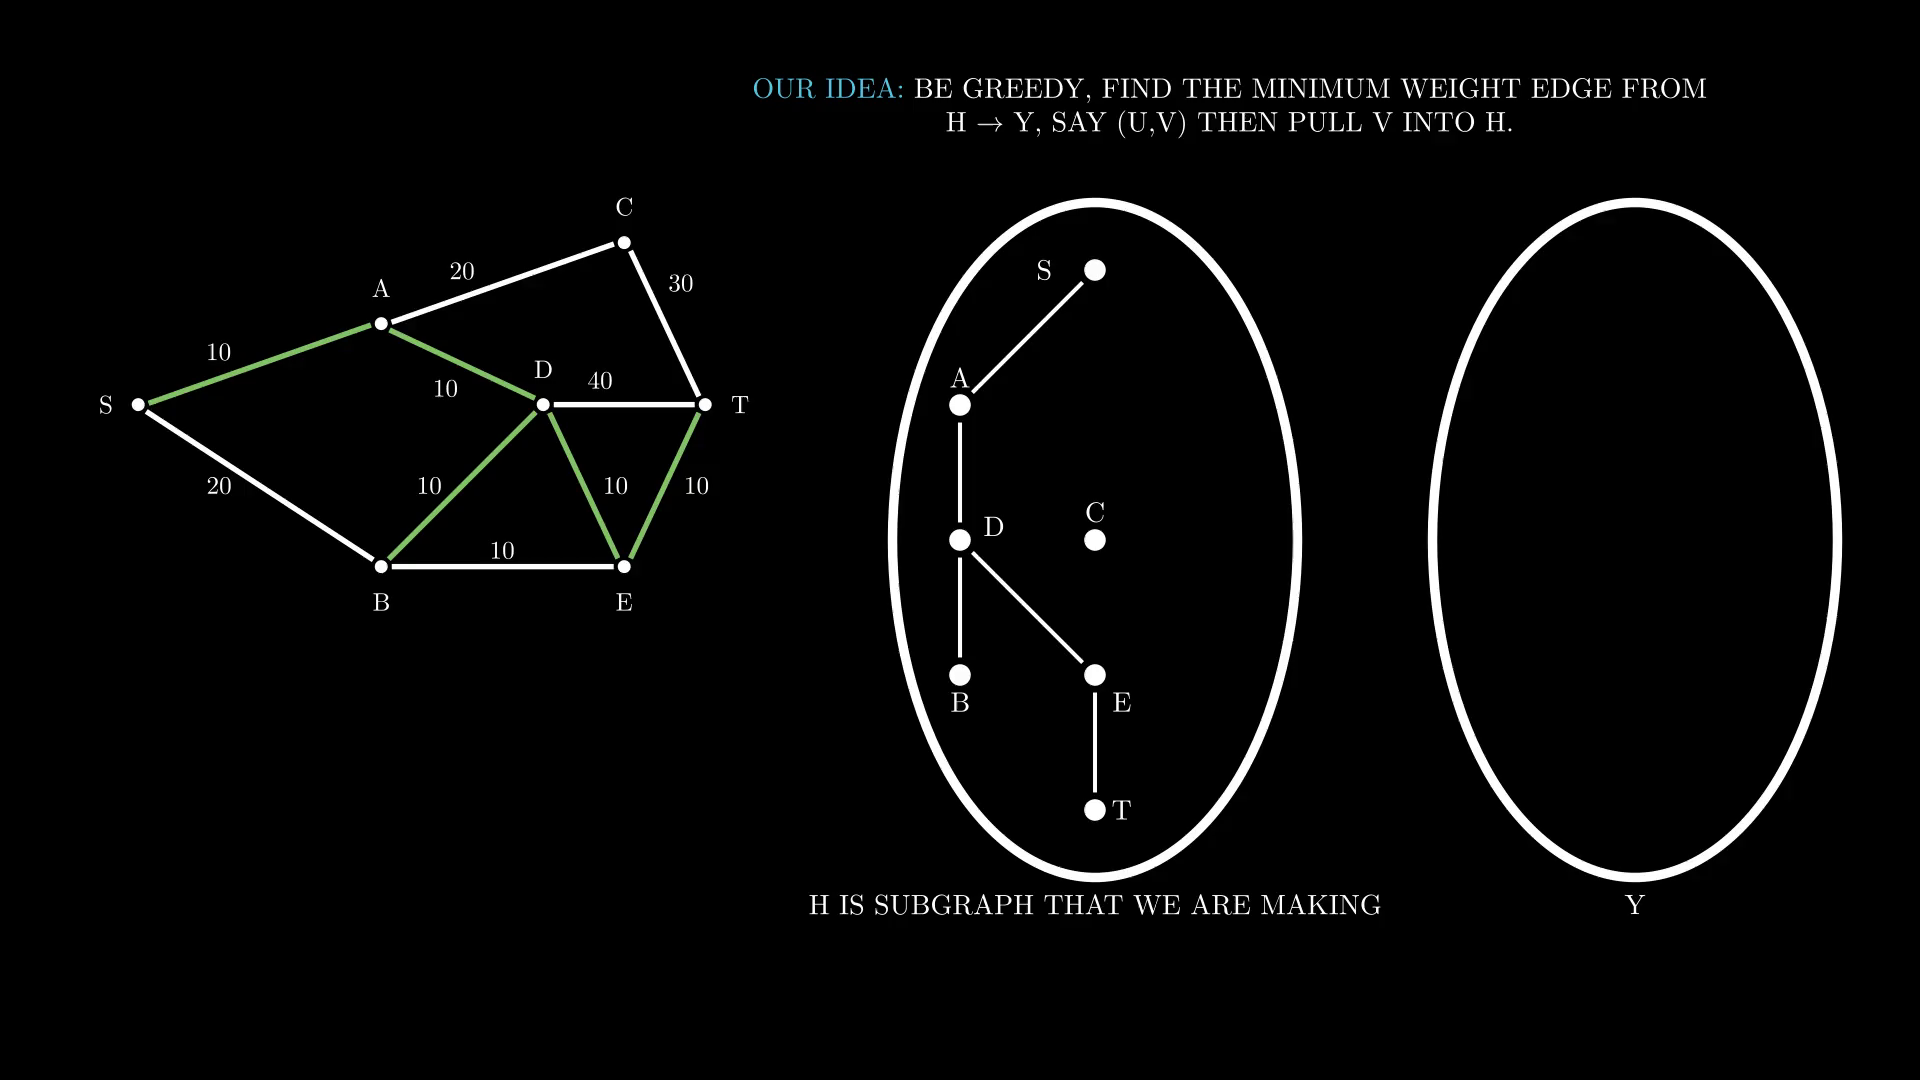 OUR IDEA: BE GREEDY, FIND THE MINIMUM WEIGHT EDGE FROM
H → Y, SAY (U,V) THEN PULL V INTO H.
C
20
30
A
10
D
10
40
S
T
20
10
10
10
10
B
E
S
A
D
C
B
E
T
H IS SUBGRAPH THAT WE ARE MAKING
Y